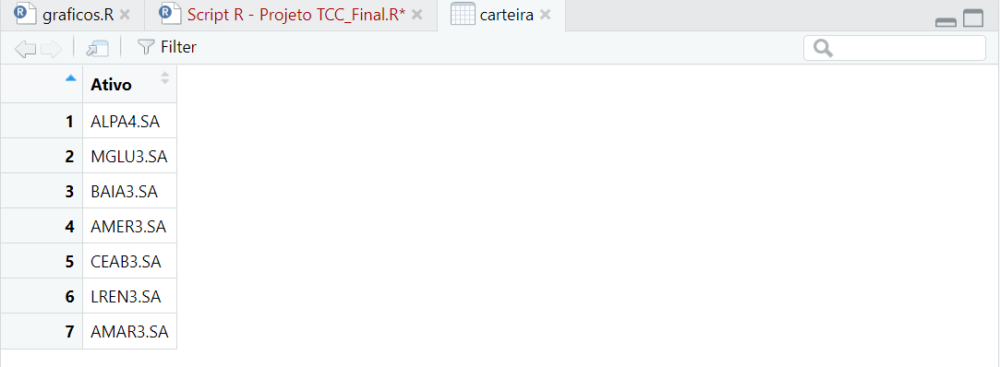 graficos.R Script R - Projeto TCC_Final.R* carteira
Filter
Ativo
1 ALPA4.SA
2 MGLU3.SA
3 BAIA3.SA
4 AMER3.SA
5 CEAB3.SA
6 LREN3.SA
7 AMAR3.SA